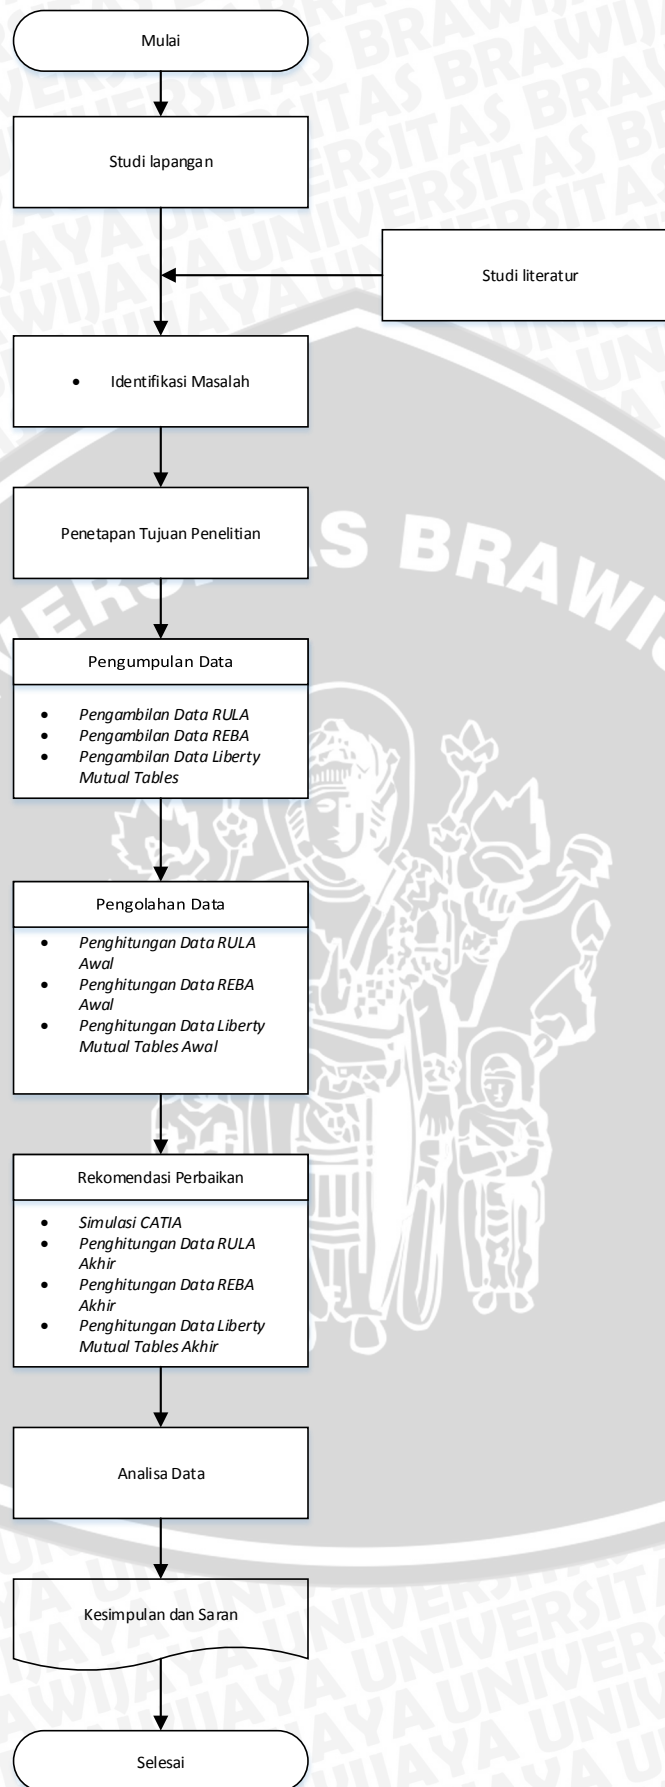 Mulai
Studi lapangan
Studi literatur
• Identifikasi Masalah
Penetapan Tujuan Penelitian
Pengumpulan Data
• Pengambilan Data RULA
• Pengambilan Data REBA
• Pengambilan Data Liberty
Mutual Tables
Pengolahan Data
• Penghitungan Data RULA
Awal
• Penghitungan Data REBA
Awal
• Penghitungan Data Liberty
Mutual Tables Awal
Rekomendasi Perbaikan
• Simulasi CATIA
• Penghitungan Data RULA
Akhir
• Penghitungan Data REBA
Akhir
• Penghitungan Data Liberty
Mutual Tables Akhir
Analisa Data
Kesimpulan dan Saran
Selesai